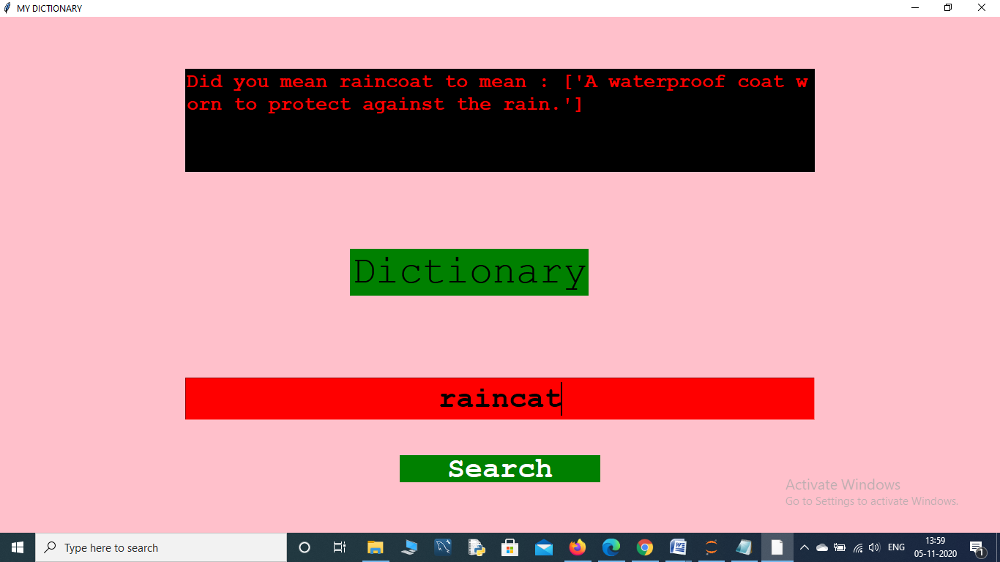 MY DICTIONARY
Did you mean raincoat to mean : ['A waterproof coat w
orn to protect against the rain.']
Dictionary
raincat
Search
Activate Windows
Go to Settings to activate Windows.
Type here to search
ENG
13:59
05-11-2020
1